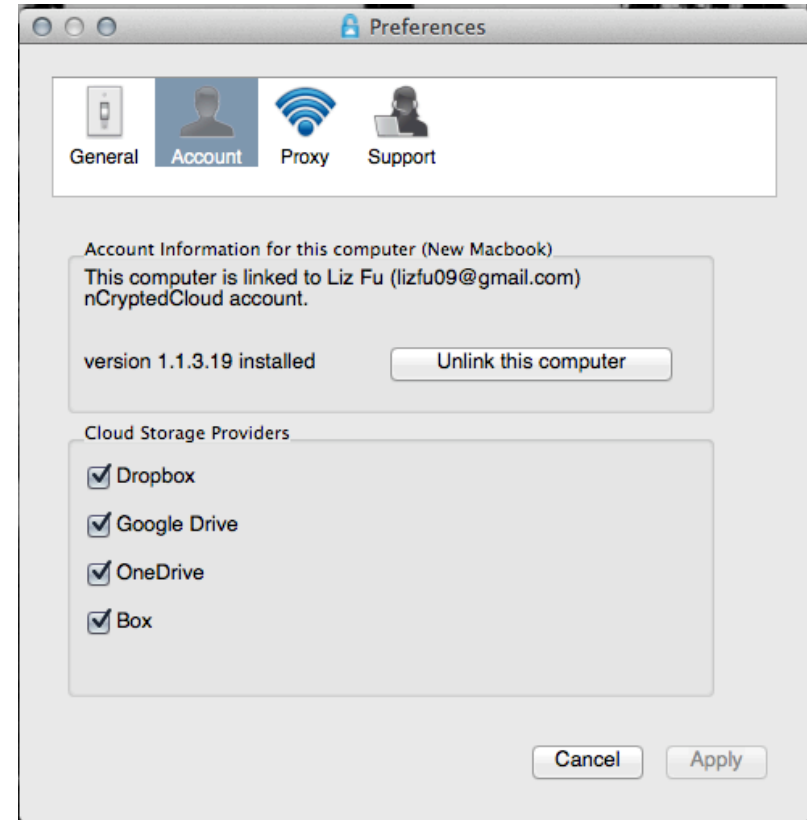 Preferences
General Account Proxy Support
Account Information for this computer (New Macbook)
This computer is linked to Liz Fu (lizfu09@gmail.com)
nCryptedCloud account.
version 1.1.3.19 installed Unlink this computer
Cloud Storage Providers
Dropbox
Google Drive
OneDrive
Box
Cancel Apply